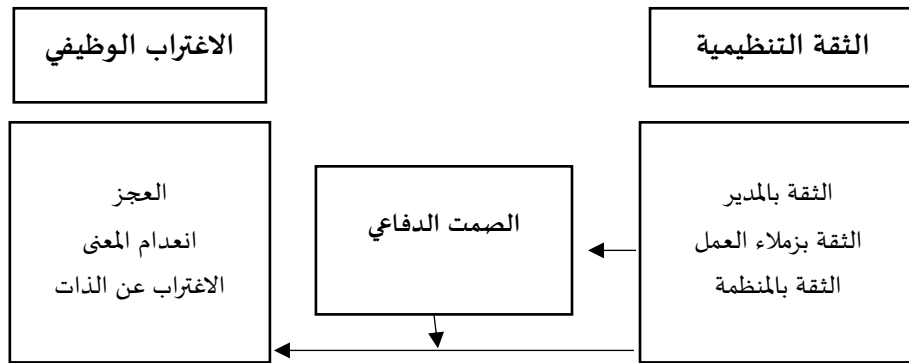 الثقة التنظيمية
الاغتراب الوظيفي
الثقة بالمدير
الثقة بزملاء العمل
الثقة بالمنظمة
الصمت الدفاعي
العجز
انعدام المعنى
الاغتراب عن الذات